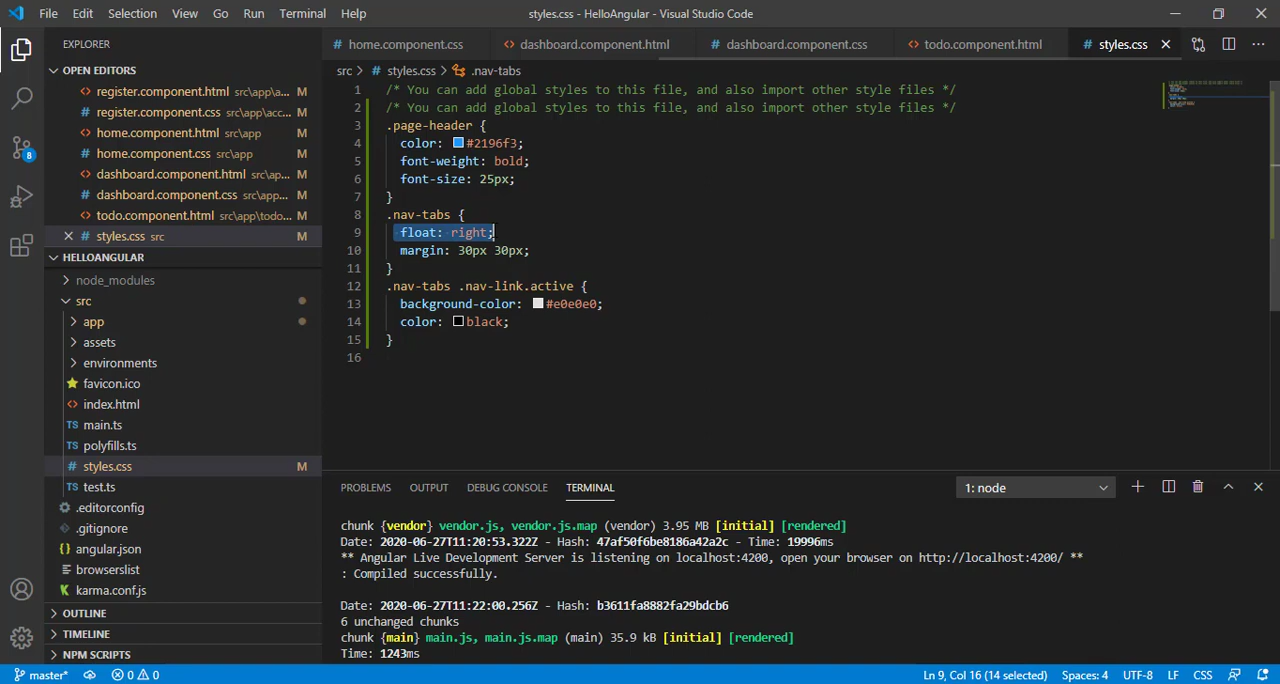 File Edit Selection View Go Run Terminal Help styles.css - HelloAngular - Visual Studio Code
EXPLORER
OPEN EDITORS
register.component.html src\app\a... M
register.component.css src\app\acc... M
home.component.html src\app M
home.component.css src\app M
dashboard.component.html src\ap... M
dashboard.component.css src\app... M
todo.component.html src\app\todo... M
styles.css src M
HELLOANGULAR
node_modules
src
app
assets
environments
favicon.ico
index.html
main.ts
polyfills.ts
styles.css M
test.ts
.editorconfig
.gitignore
angular.json
browserslist
karma.conf.js
OUTLINE
TIMELINE
NPM SCRIPTS
8
home.component.css dashboard.component.html dashboard.component.css todo.component.html styles.css
src > styles.css > .nav-tabs
1 /* You can add global styles to this file, and also import other style files */
2 /* You can add global styles to this file, and also import other style files */
3 .page-header {
4 color: #2196f3;
5 font-weight: bold;
6 font-size: 25px;
7 }
8 .nav-tabs {
9 float: right;
10 margin: 30px 30px;
11 }
12 .nav-tabs .nav-link.active {
13 background-color: #e0e0e0;
14 color: black;
15 }
16
PROBLEMS OUTPUT DEBUG CONSOLE TERMINAL 1: node
chunk {vendor} vendor.js, vendor.js.map (vendor) 3.95 MB [initial] [rendered]
Date: 2020-06-27T11:20:53.322Z - Hash: 47af50f6be8186a42a2c - Time: 19996ms
** Angular Live Development Server is listening on localhost:4200, open your browser on http://localhost:4200/ **
: Compiled successfully.
Date: 2020-06-27T11:22:00.256Z - Hash: b3611fa8882fa29bdcb6
6 unchanged chunks
chunk {main} main.js, main.js.map (main) 35.9 kB [initial] [rendered]
Time: 1243ms
master* 0 0 Ln 9, Col 16 (14 selected) Spaces: 4 UTF-8 LF CSS